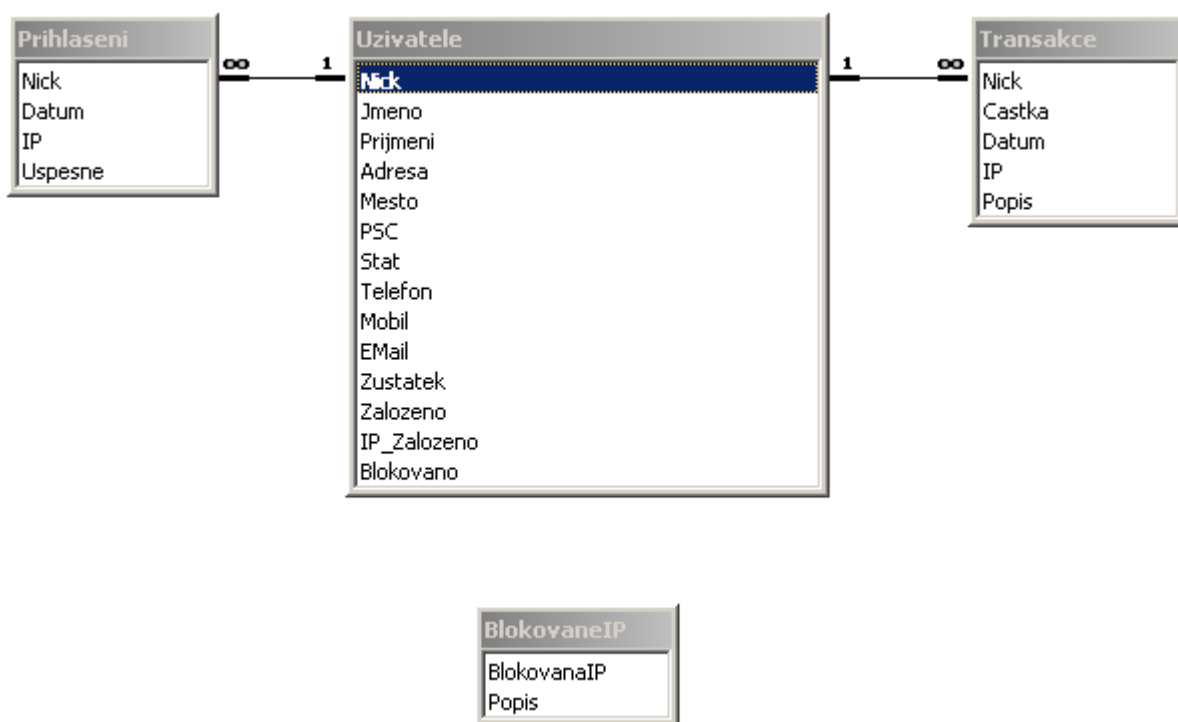 Prihlaseni
Nick
Datum
IP
Uspesne
∞ 1
Uzivatele
Nick
Jmeno
Prijmeni
Adresa
Mesto
PSC
Stat
Telefon
Mobil
EMail
Zustatek
Zalozeno
IP_Zalozeno
Blokovano
1 ∞
Transakce
Nick
Castka
Datum
IP
Popis
BlokovaneIP
BlokovanaIP
Popis